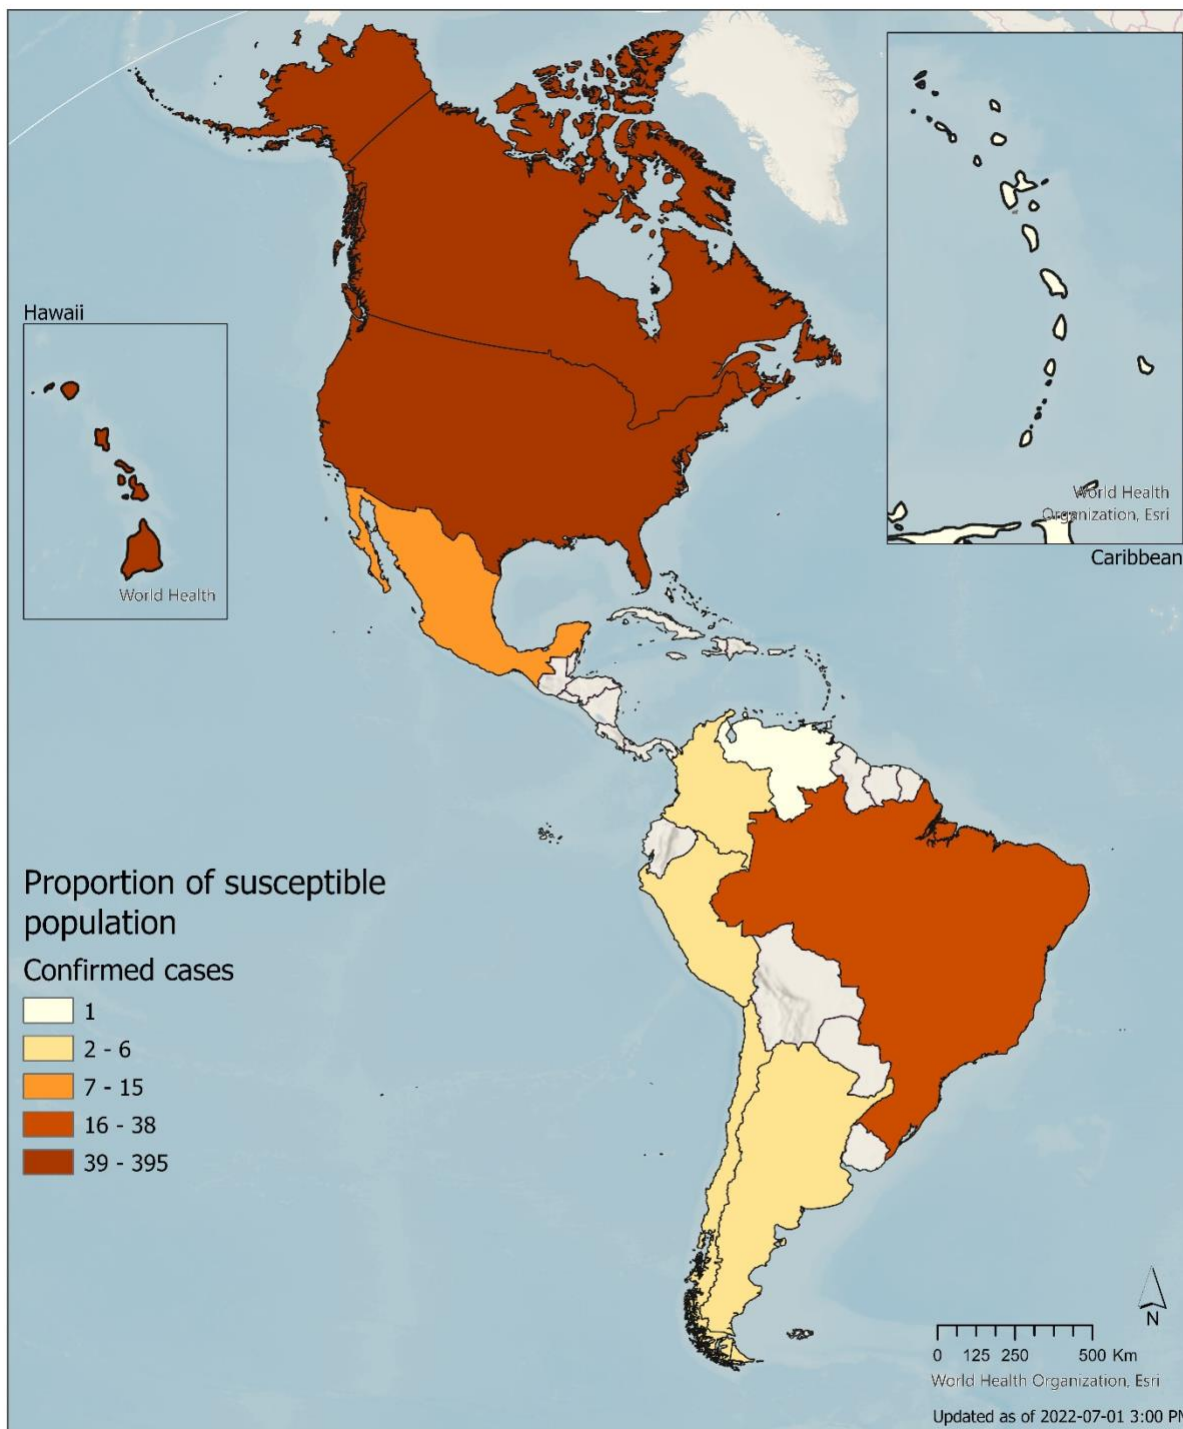 Hawaii
World Health
World Health
Organization, Esri
Caribbean
Proportion of susceptible
population
Confirmed cases
1
2 - 6
7 - 15
16 - 38
39 - 395
N
0 125 250 500 Km
World Health Organization, Esri
Updated as of 2022-07-01 3:00 PM